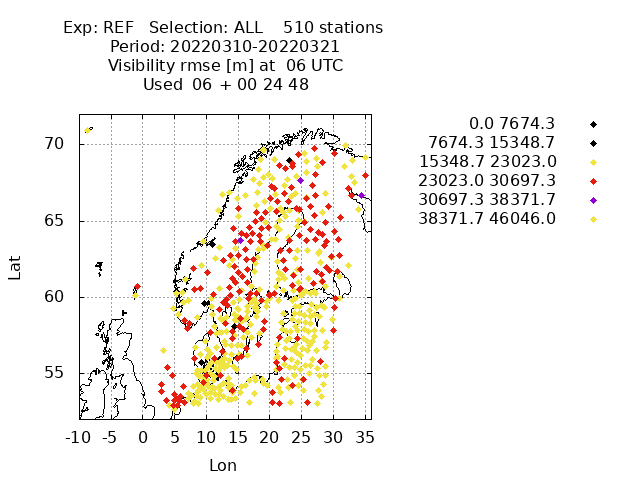 Exp: REF   Selection: ALL    510 stations
Period: 20220310-20220321
Visibility rmse [m] at  06 UTC
Used  06 + 00 24 48
0.0 7674.3
7674.3 15348.7
15348.7 23023.0
23023.0 30697.3
30697.3 38371.7
38371.7 46046.0
70
65
60
55
Lat
-10 -5 0 5 10 15 20 25 30 35
Lon